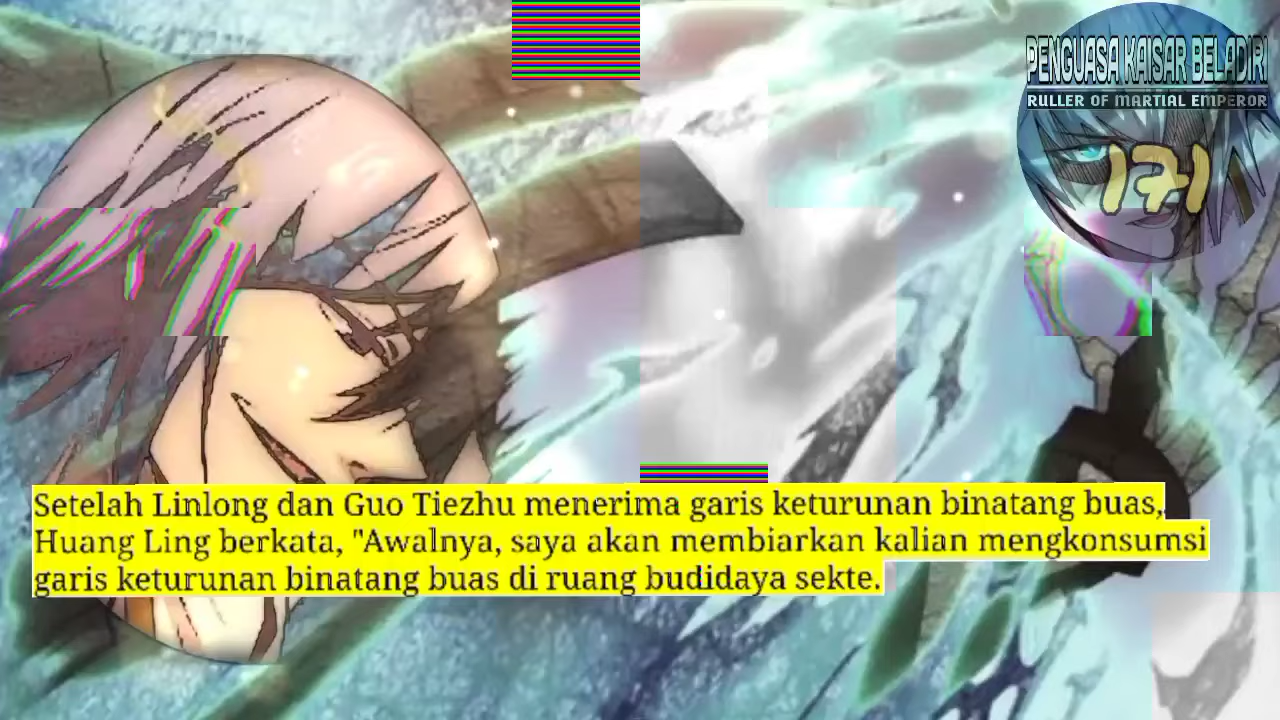 PENGUASA KAISAR BELADIRI
RULLER OF MARTIAL EMPEROR
171
Setelah Linlong dan Guo Tiezhu menerima garis keturunan binatang buas,
Huang Ling berkata, "Awalnya, saya akan membiarkan kalian mengkonsumsi
garis keturunan binatang buas di ruang budidaya sekte.